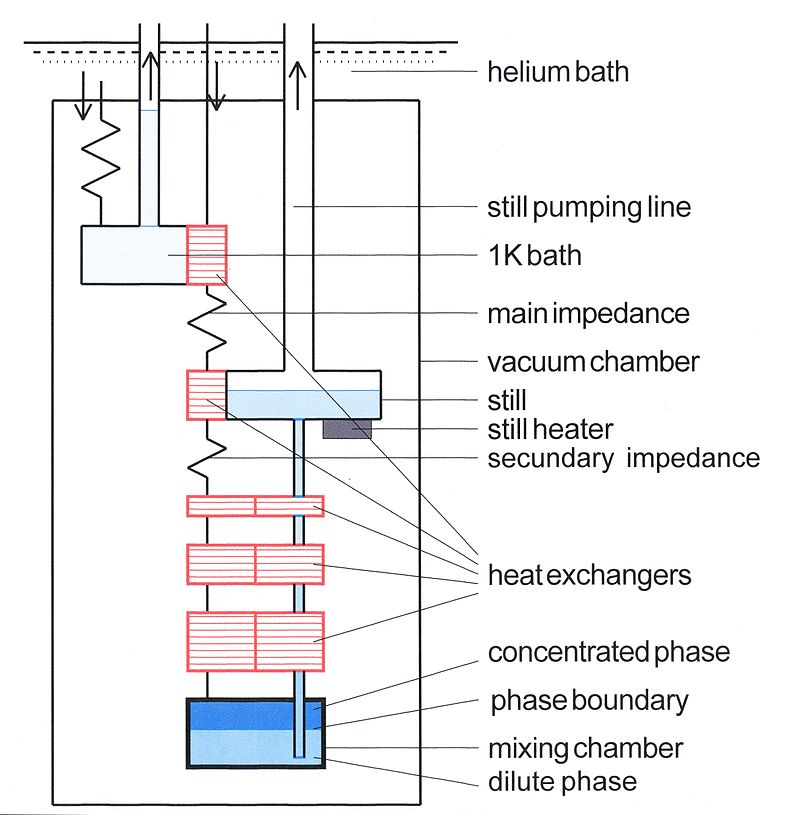 helium bath
still pumping line
1K bath
main impedance
vacuum chamber
still
still heater
secundary impedance
heat exchangers
concentrated phase
phase boundary
mixing chamber
dilute phase